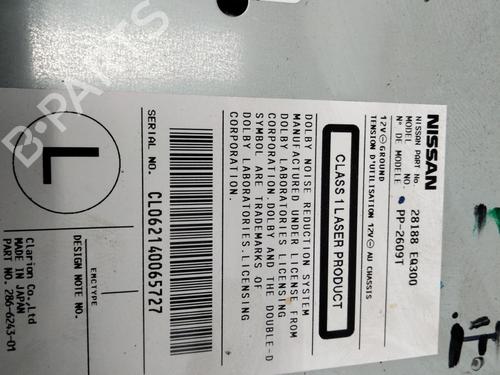 NISSAN
NISSAN PART No. 28188 EQ300
MODEL NO.
N° DE MODELE PP-2609T
12V⊖GROUND
TENSION D'UTILISATION 12V⊖ AU CHASSIS
CLASS 1 LASER PRODUCT
DOLBY NOISE REDUCTION SYSTEM
MANUFACTURED UNDER LICENSE FROM
DOLBY LABORATORIES LICENSING
CORPORATION.DOLBY AND THE DOUBLE-D
SYMBOL ARE TRADEMARKS OF
DOLBY LABORATORIES.LICENSING
CORPORATION.
SERIAL NO. CL062140065727
L
EMCTYPE
DESIGN NOTE NO.
Clarion Co.,Ltd
MADE IN JAPAN
PART NO. 286-6243-01
B-PARTS